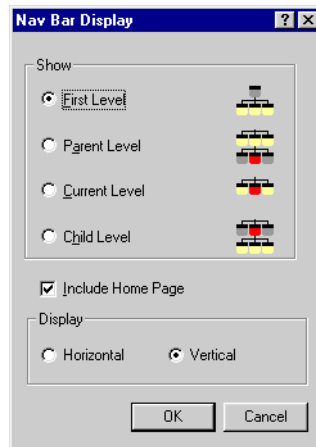 Nav Bar Display
Show
First Level
Parent Level
Current Level
Child Level
Include Home Page
Display
Horizontal Vertical
OK Cancel